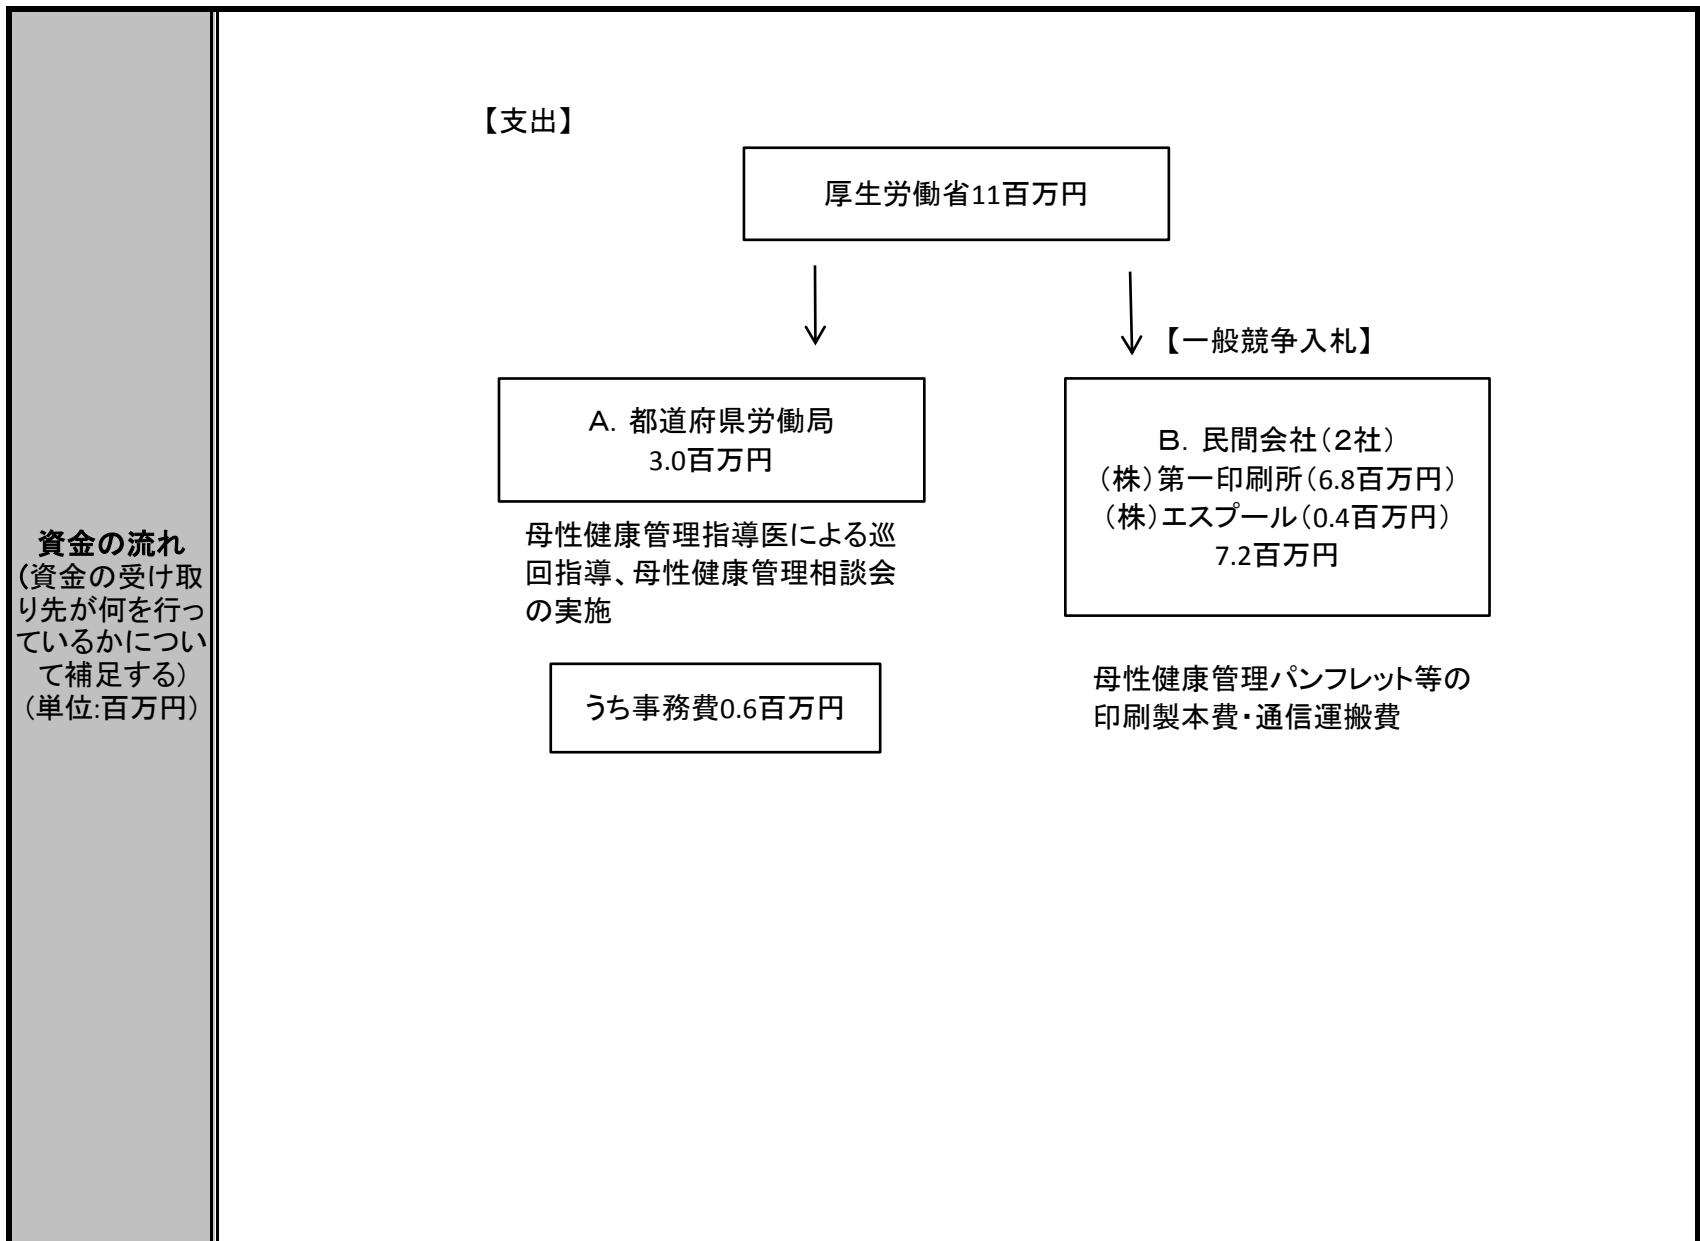 資金の流れ
(資金の受け取
り先が何を行っ
ているかについ
て補足する)
(単位:百万円)
【支出】
厚生労働省11百万円
【一般競争入札】
A. 都道府県労働局
3.0百万円
母性健康管理指導医による巡
回指導、母性健康管理相談会
の実施
うち事務費0.6百万円
B. 民間会社(2社)
(株)第一印刷所(6.8百万円)
(株)エスプール(0.4百万円)
7.2百万円
母性健康管理パンフレット等の
印刷製本費・通信運搬費